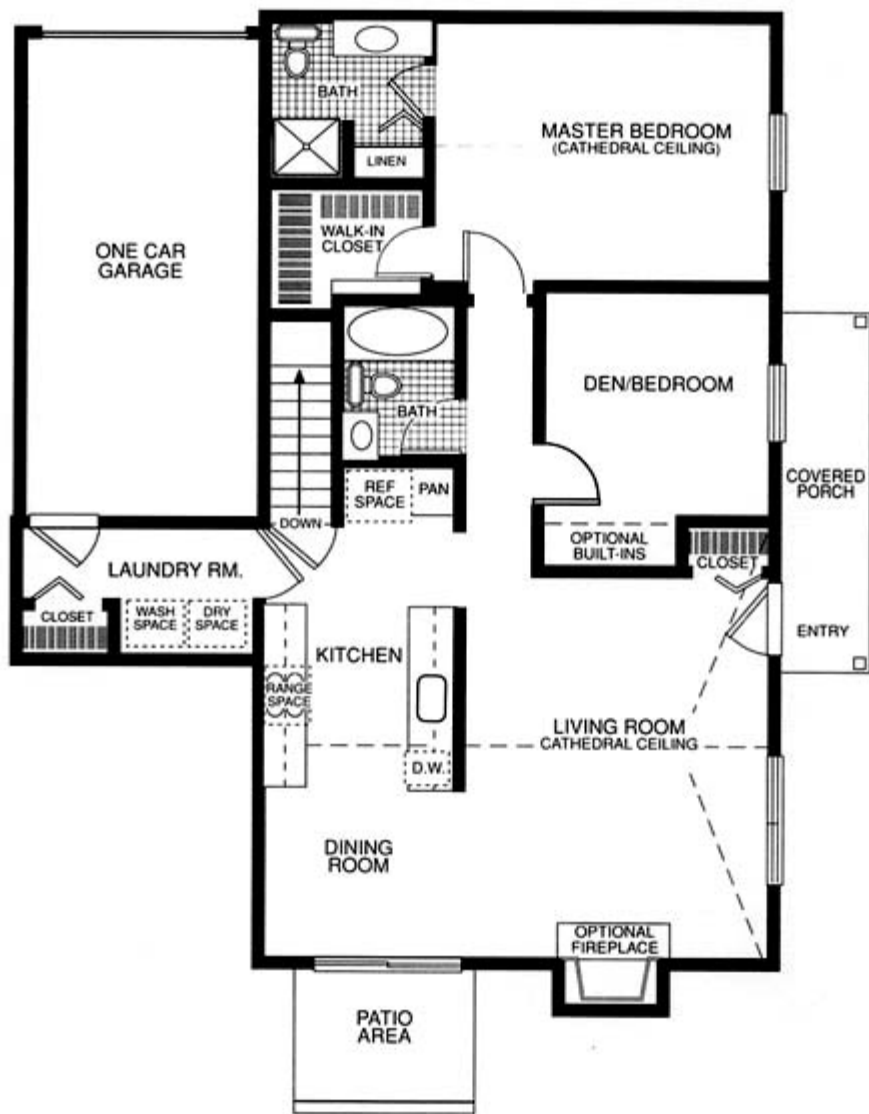 BATH
LINEN
MASTER BEDROOM
(CATHEDRAL CEILING)
WALK-IN
CLOSET
ONE CAR
GARAGE
BATH
DEN/BEDROOM
COVERED
PORCH
REF
SPACE
PAN
DOWN
OPTIONAL
BUILT-INS
CLOSET
LAUNDRY RM.
CLOSET
WASH
SPACE
DRY
SPACE
ENTRY
KITCHEN
RANGE
SPACE
LIVING ROOM
CATHEDRAL CEILING
D.W.
DINING
ROOM
OPTIONAL
FIREPLACE
PATIO
AREA